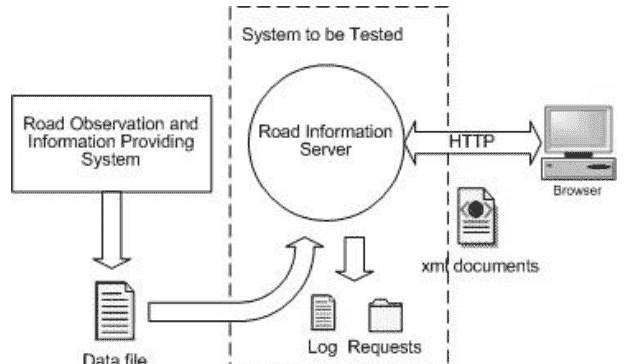 System to be Tested
Road Observation and
Information Providing
System
Road Information
Server
HTTP
Browser
xml documents
Log Requests
Data file